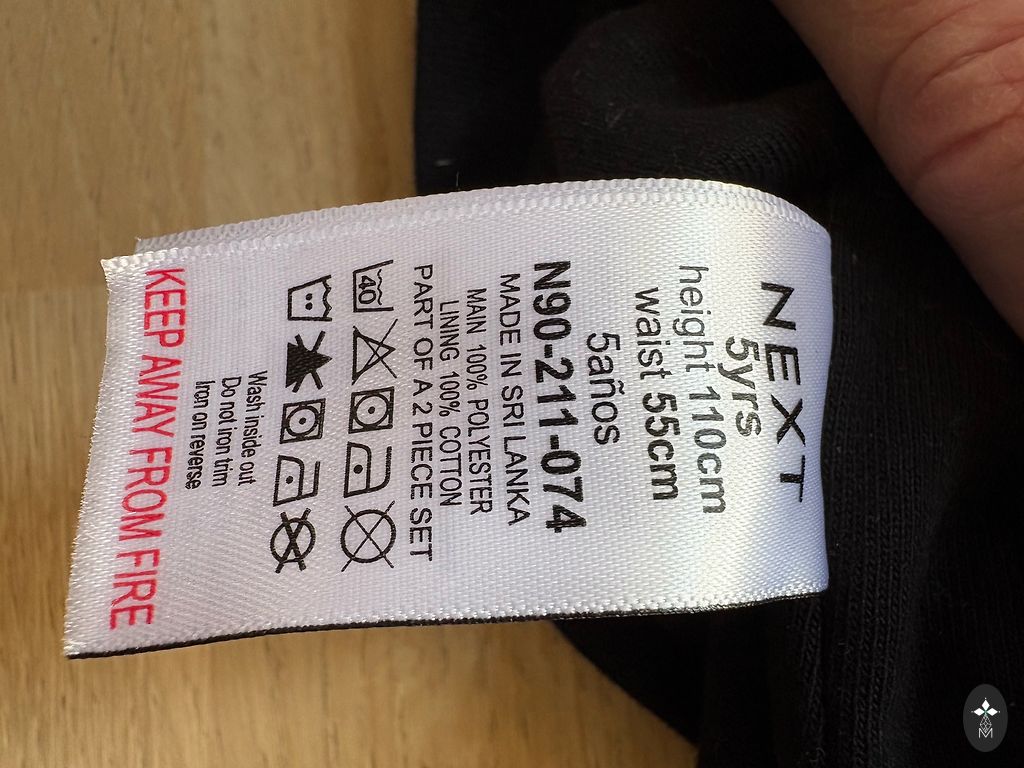 NEXT
5yrs
height 110cm
waist 55cm
5años
N90-211-074
MADE IN SRI LANKA
MAIN 100% POLYESTER
LINING 100% COTTON
PART OF A 2 PIECE SET
40
Wash inside out
Do not iron trim
Iron on reverse
KEEP AWAY FROM FIRE
M